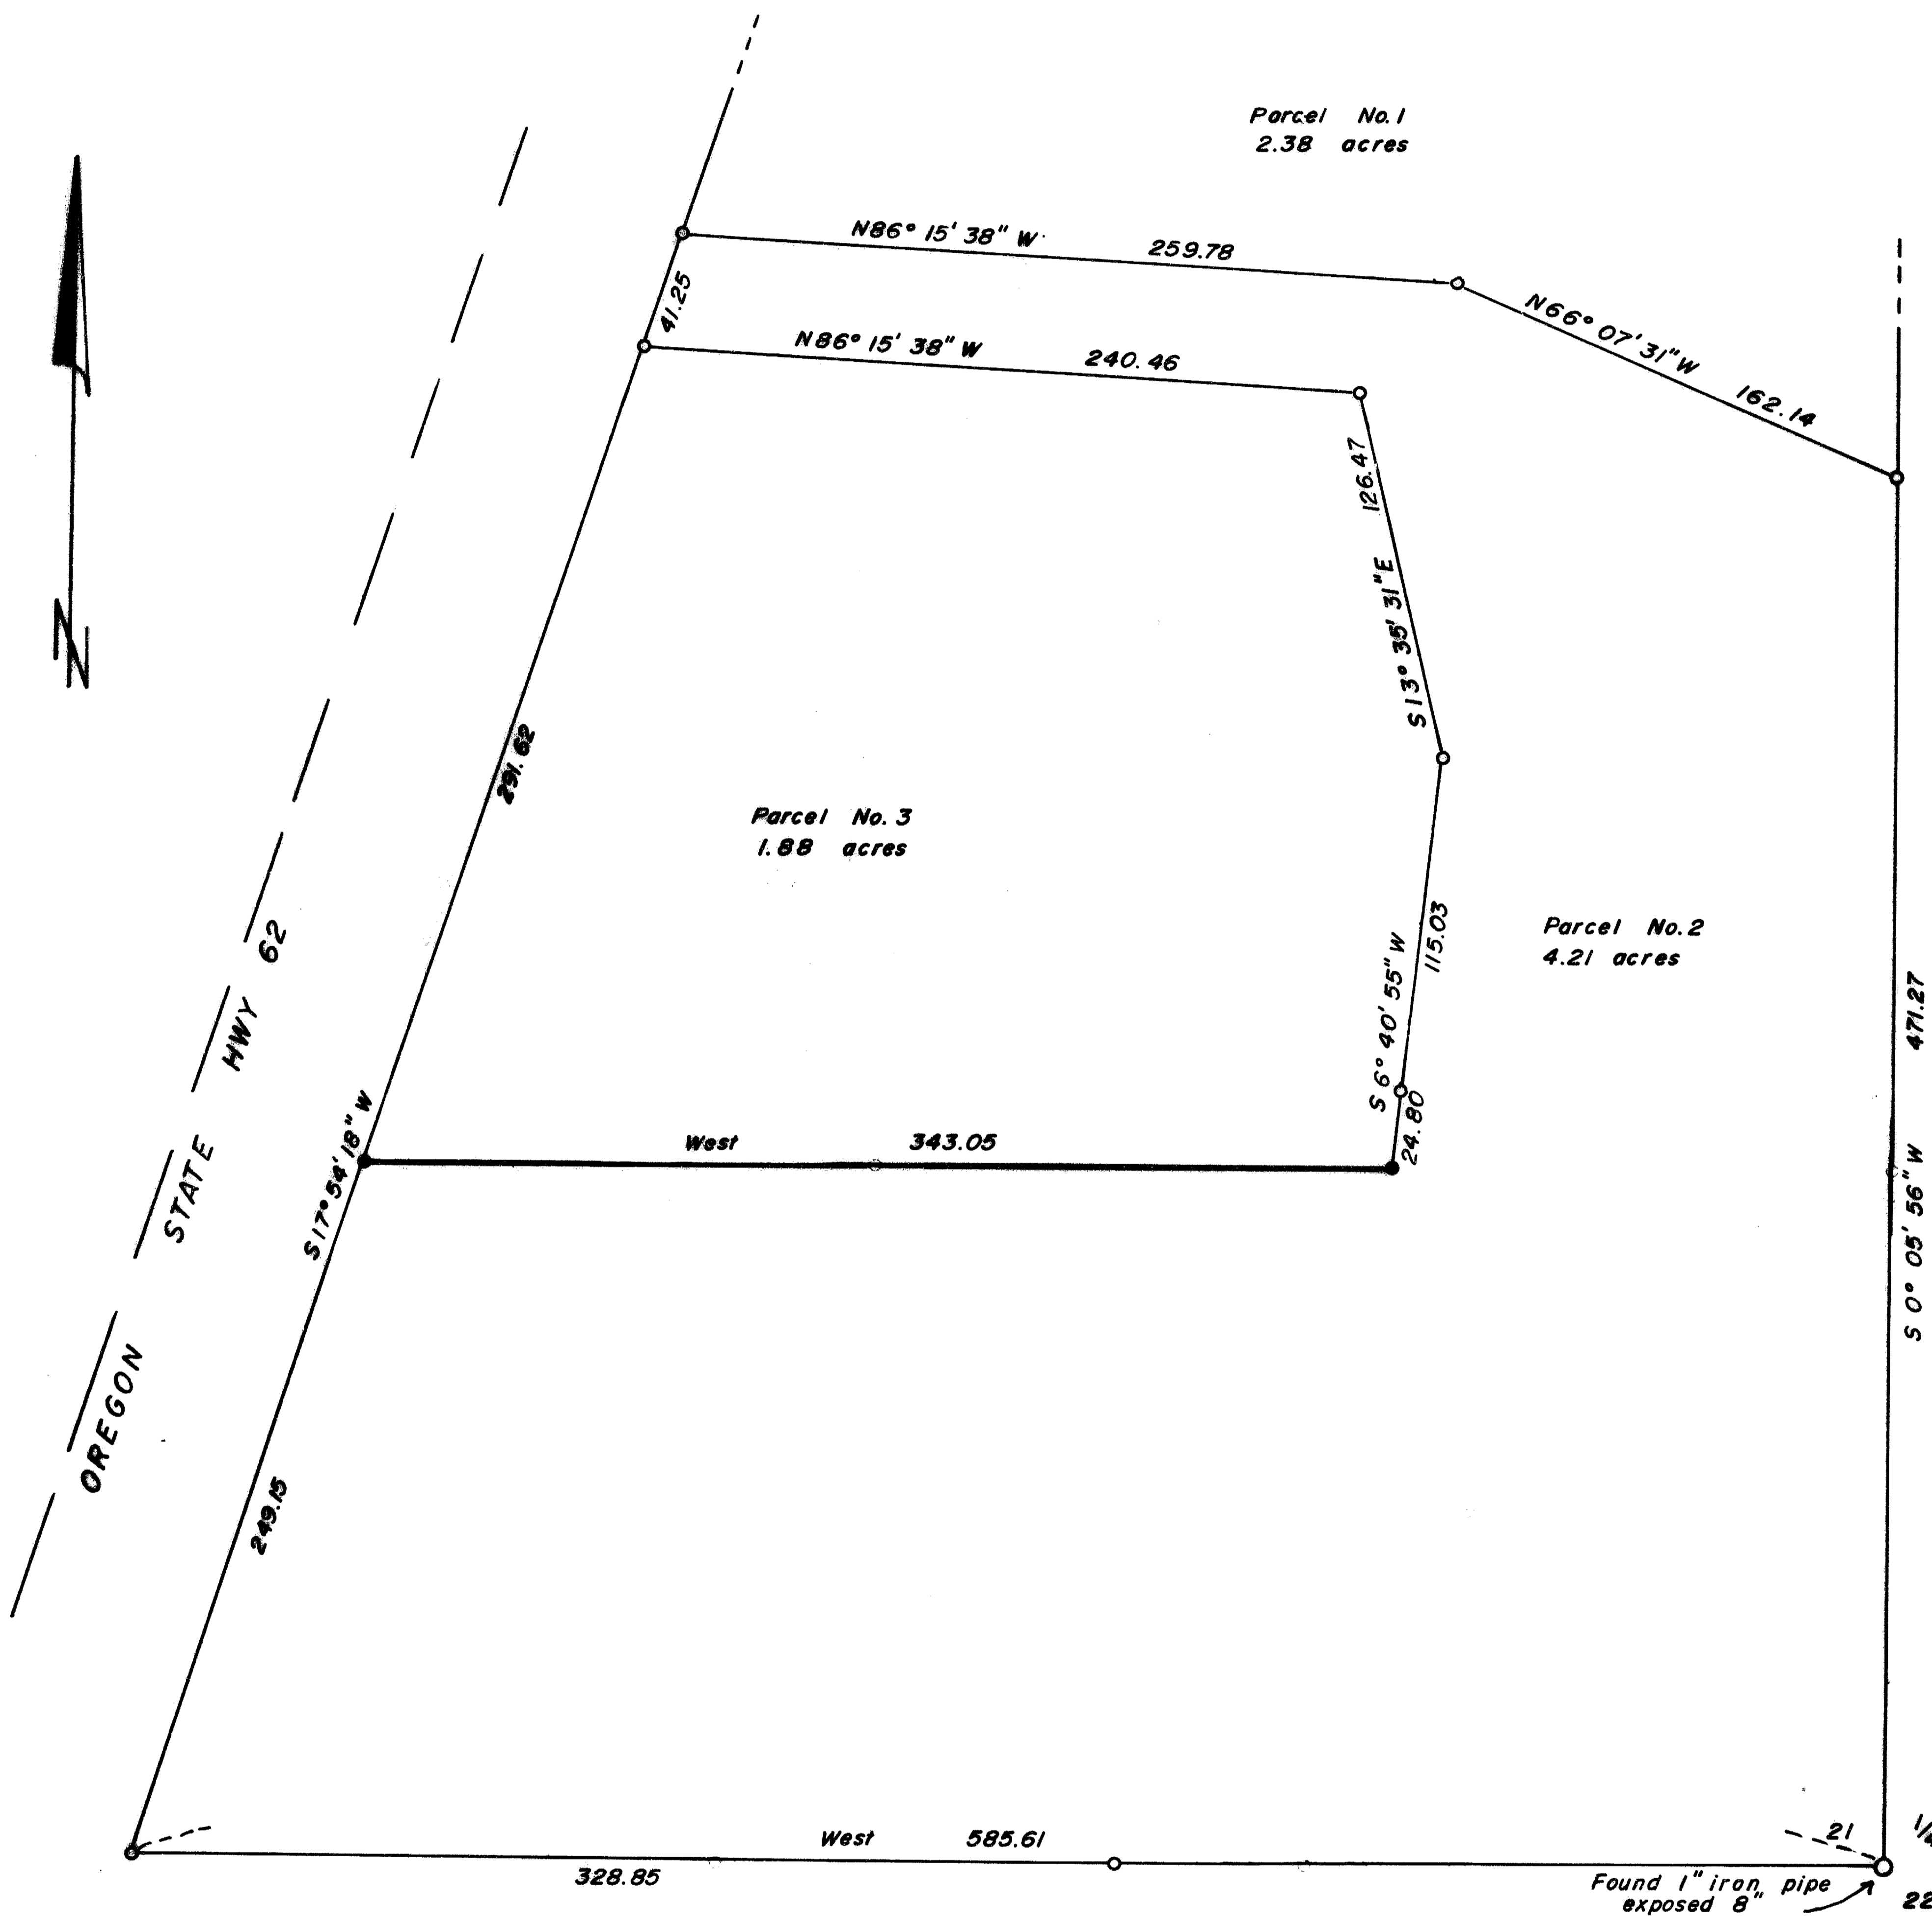 Parcel No. 1
2.38 acres
N86° 15' 38" W
259.78
N66° 07' 31" W
162.14
41.25
N86° 15' 38" W
240.46
126.47
S13° 35' 31" E
N
291.62
Parcel No. 3
1.88 acres
Parcel No. 2
4.21 acres
115.03
S 6° 40' 55" W
24.80
471.27
S 0° 05' 56" W
OREGON STATE HWY 62
S17° 54' 18" W
West 343.05
249.15
West 585.61
328.85
21
Found 1" iron pipe
exposed 8"
22